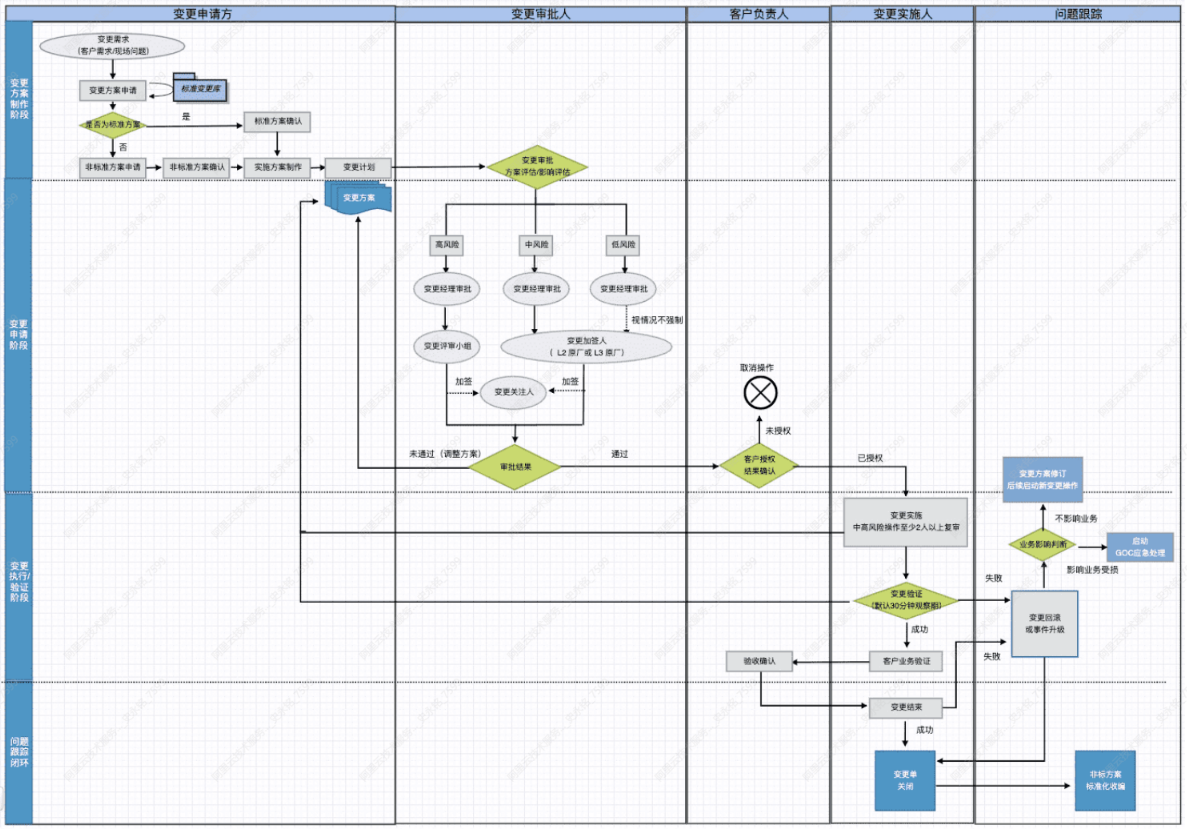 变更申请方
变更审批人
客户负责人
变更实施人
问题跟踪
变更
方案
制作
阶段
变更需求
(客户需求/现场问题)
变更方案申请
标准变更库
是否为标准方案
是
标准方案确认
否
非标准方案申请
非标准方案确认
实施方案制作
变更计划
变更审批
方案评估/影响评估
变更
申请
阶段
变更方案
高风险
中风险
低风险
变更经理审批
变更经理审批
变更经理审批
视情况不强制
变更评审小组
变更加签人
( L2 原厂或 L3 原厂)
加签
变更关注人
加签
取消操作
未授权
未通过（调整方案）
审批结果
通过
客户授权
结果确认
已授权
变更方案修订
后续启动新变更操作
变更
执行/
验证
阶段
变更实施
中高风险操作至少2人以上复审
不影响业务
业务影响判断
启动
GOC应急处理
影响业务受损
变更验证
(默认30分钟观察期)
失败
变更回滚
或事件升级
成功
验收确认
客户业务验证
失败
问题
跟踪
闭环
变更结束
成功
变更单
关闭
非标方案
标准化收编